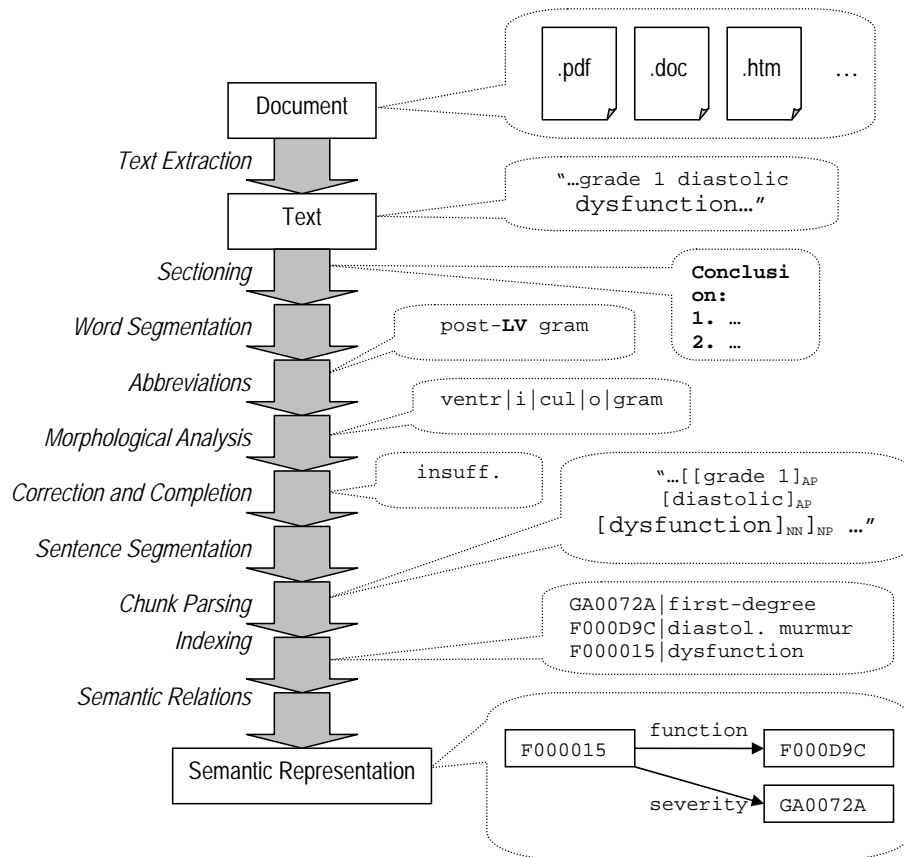 .pdf
.doc
.htm
…
Document
Text Extraction
“…grade 1 diastolic
dysfunction…”
Text
Sectioning
Conclusi
on:
1. …
2. …
Word Segmentation
post-LV gram
Abbreviations
ventr|i|cul|o|gram
Morphological Analysis
insuff.
Correction and Completion
“…[[grade 1]AP
[diastolic]AP
[dysfunction]NN]NP …”
Sentence Segmentation
Chunk Parsing
GA0072A|first-degree
F000D9C|diastol. murmur
F000015|dysfunction
Indexing
Semantic Relations
function
F000015
F000D9C
Semantic Representation
severity
GA0072A